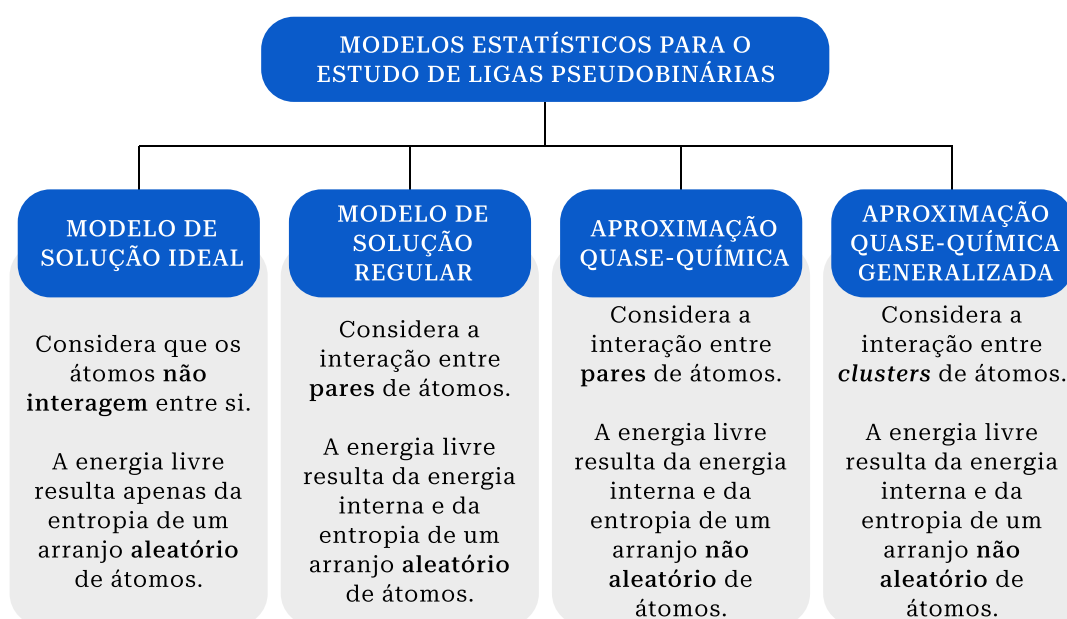 MODELOS ESTATÍSTICOS PARA O
ESTUDO DE LIGAS PSEUDOBINÁRIAS
MODELO DE
SOLUÇÃO IDEAL
Considera que os
átomos não
interagem entre si.
A energia livre
resulta apenas da
entropia de um
arranjo aleatório
de átomos.
MODELO DE
SOLUÇÃO
REGULAR
Considera a
interação entre
pares de átomos.
A energia livre
resulta da energia
interna e da
entropia de um
arranjo aleatório
de átomos.
APROXIMAÇÃO
QUASE-QUÍMICA
Considera a
interação entre
pares de átomos.
A energia livre
resulta da energia
interna e da
entropia de um
arranjo não
aleatório de
átomos.
APROXIMAÇÃO
QUASE-QUÍMICA
GENERALIZADA
Considera a
interação entre
clusters de átomos.
A energia livre
resulta da energia
interna e da
entropia de um
arranjo não
aleatório de
átomos.